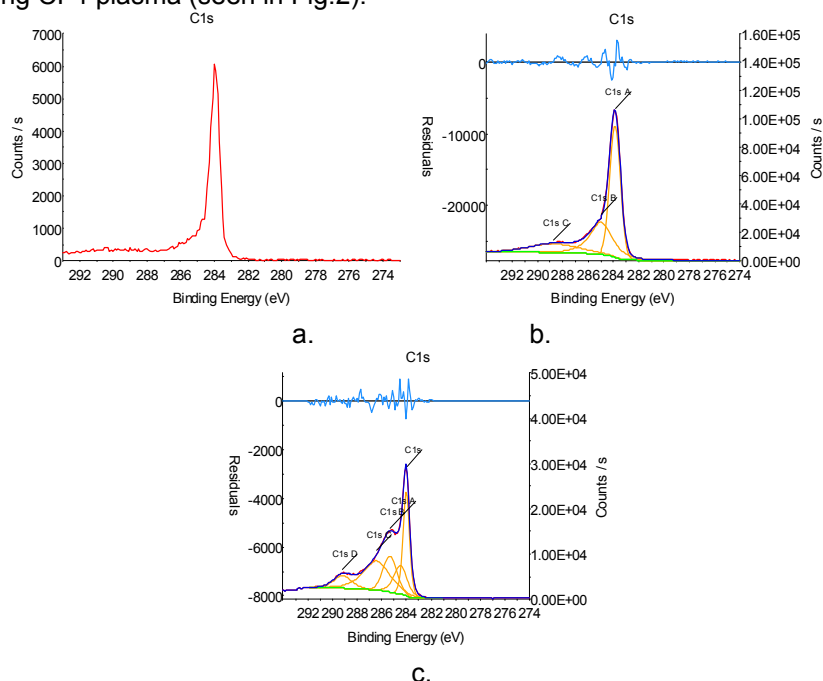 ng CF4 plasma (seen in Fig.2).
C1s
7000
6000
5000
4000
3000
2000
1000
0
Counts / s
292 290 288 286 284 282 280 278 276 274
Binding Energy (eV)
a.
C1s
0
-10000
-20000
Residuals
C1s A
C1s B
C1s C
1.60E+05
1.40E+05
1.20E+05
1.00E+05
8.00E+04
6.00E+04
4.00E+04
2.00E+04
0.00E+00
Counts / s
292 290 288 286 284 282 280 278 276 274
Binding Energy (eV)
b.
C1s
0
-2000
-4000
-6000
-8000
Residuals
C1s
C1s A
C1s B
C1s C
C1s D
5.00E+04
4.00E+04
3.00E+04
2.00E+04
1.00E+04
0.00E+00
Counts / s
292 290 288 286 284 282 280 278 276 274
Binding Energy (eV)
c.